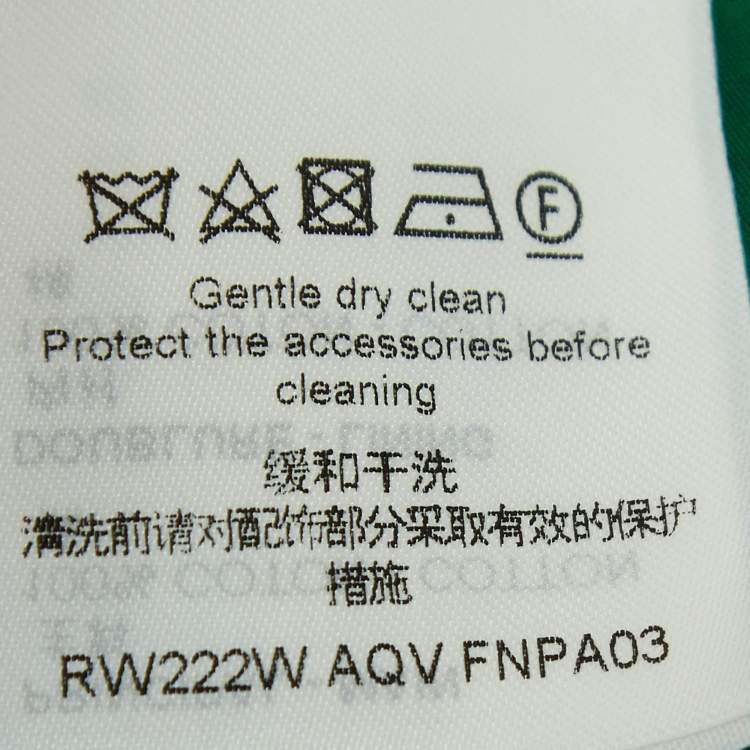 F
Gentle dry clean
Protect the accessories before
cleaning
缓和干洗
清洗前请对配饰部分采取有效的保护
措施
RW222W AQV FNPA03